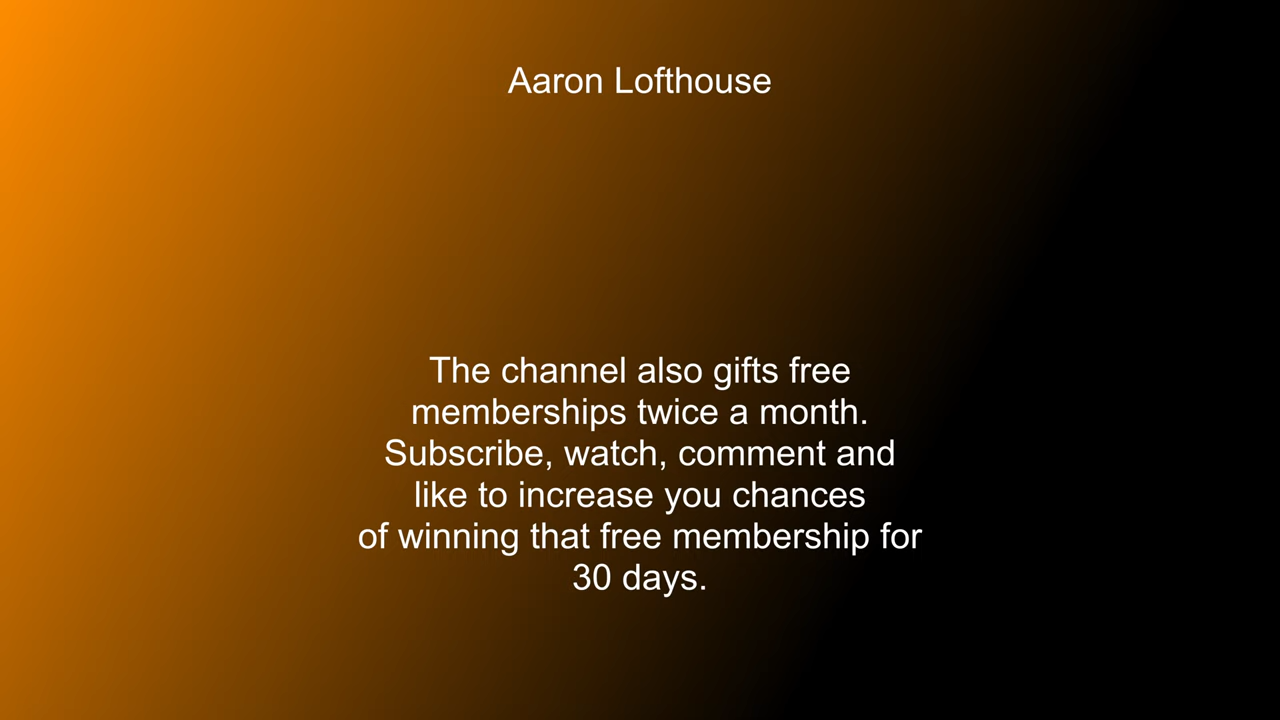 Aaron Lofthouse
The channel also gifts free
memberships twice a month.
Subscribe, watch, comment and
like to increase you chances
of winning that free membership for
30 days.